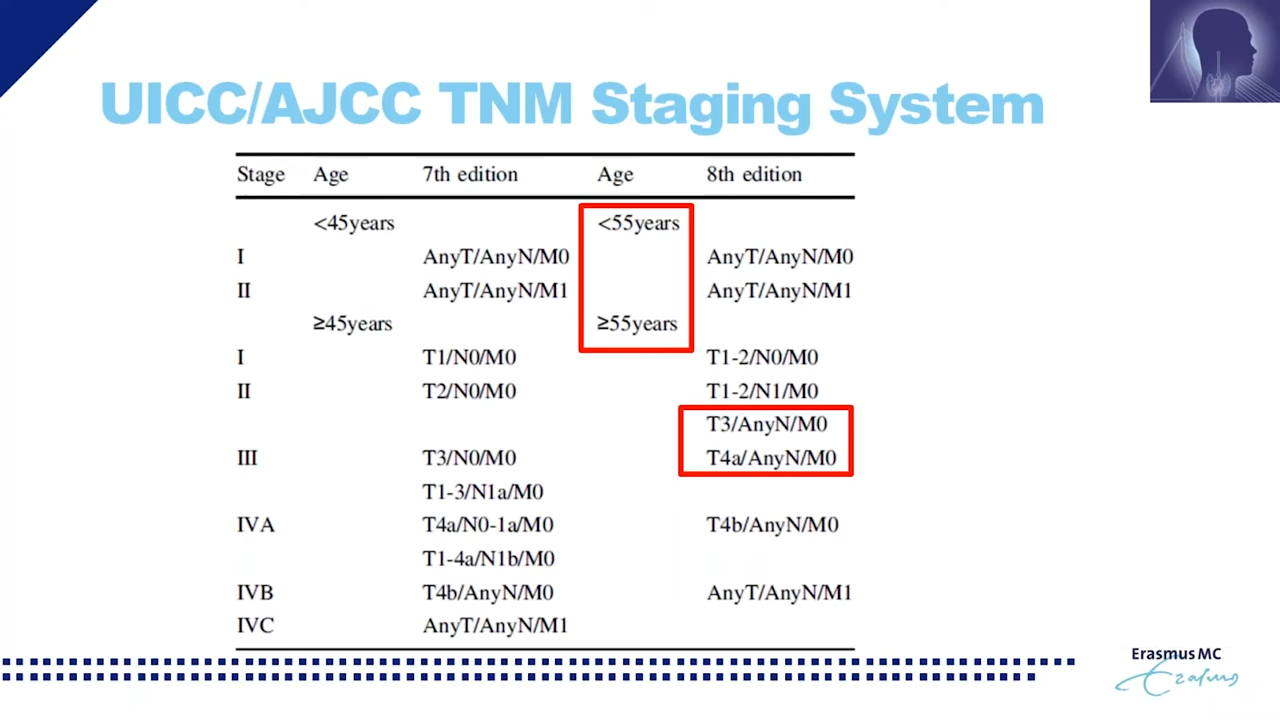 UICC/AJCC TNM Staging System
Stage Age 7th edition Age 8th edition
<45years <55years
I AnyT/AnyN/M0 AnyT/AnyN/M0
II AnyT/AnyN/M1 AnyT/AnyN/M1
≥45years ≥55years
I T1/N0/M0 T1-2/N0/M0
II T2/N0/M0 T1-2/N1/M0
T3/AnyN/M0
III T3/N0/M0 T4a/AnyN/M0
T1-3/N1a/M0
IVA T4a/N0-1a/M0 T4b/AnyN/M0
T1-4a/N1b/M0
IVB T4b/AnyN/M0 AnyT/AnyN/M1
IVC AnyT/AnyN/M1
Erasmus MC
Erasmus